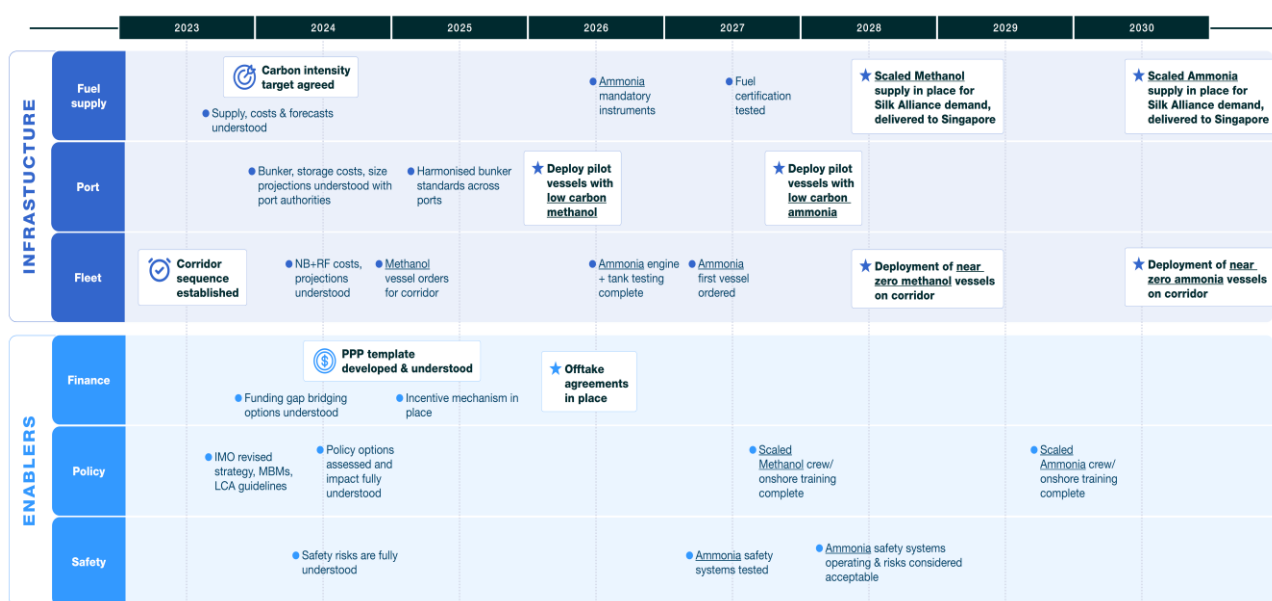 2023 2024 2025 2026 2027 2028 2029 2030
INFRASTUCTURE
Fuel
supply
Carbon intensity
target agreed
Supply, costs & forecasts
understood
Ammonia
mandatory
instruments
Fuel
certification
tested
Scaled Methanol
supply in place for
Silk Alliance demand,
delivered to Singapore
Scaled Ammonia
supply in place for
Silk Alliance demand,
delivered to Singapore
Port
Bunker, storage costs, size
projections understood with
port authorities
Harmonised bunker
standards across
ports
Deploy pilot
vessels with
low carbon
methanol
Deploy pilot
vessels with
low carbon
ammonia
Fleet
Corridor
sequence
established
NB+RF costs,
projections
understood
Methanol
vessel orders
for corridor
Ammonia engine
+ tank testing
complete
Ammonia
first vessel
ordered
Deployment of near
zero methanol vessels
on corridor
Deployment of near
zero ammonia vessels
on corridor
ENABLERS
Finance
PPP template
developed & understood
Funding gap bridging
options understood
Incentive mechanism in
place
Offtake
agreements
in place
Policy
IMO revised
strategy, MBMs,
LCA guidelines
Policy options
assessed and
impact fully
understood
Scaled
Methanol crew/
onshore training
complete
Scaled
Ammonia crew/
onshore training
complete
Safety
Safety risks are fully
understood
Ammonia safety
systems tested
Ammonia safety systems
operating & risks considered
acceptable